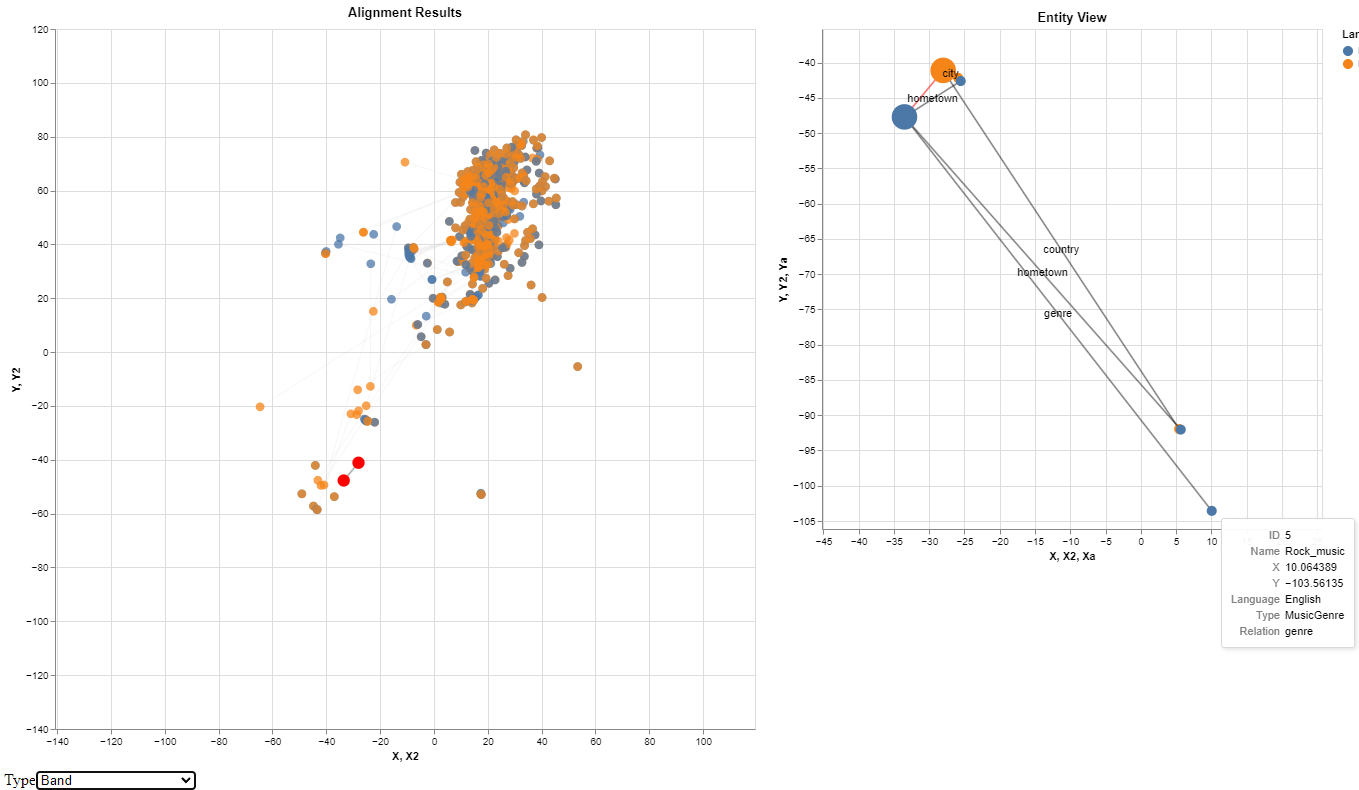 Alignment Results
120
100
80
60
40
20
0
−20
−40
−60
−80
−100
−120
−140
Y, Y2
−140 −120 −100 −80 −60 −40 −20 0 20 40 60 80 100
X, X2
Type Band
Entity View
Lar
−40
−45
−50
−55
−60
−65
−70
−75
−80
−85
−90
−95
−100
−105
Y, Y2, Ya
city
hometown
country
hometown
genre
−45 −40 −35 −30 −25 −20 −15 −10 −5 0 5 10
X, X2, Xa
ID 5
Name Rock_music
X 10.064389
Y −103.56135
Language English
Type MusicGenre
Relation genre